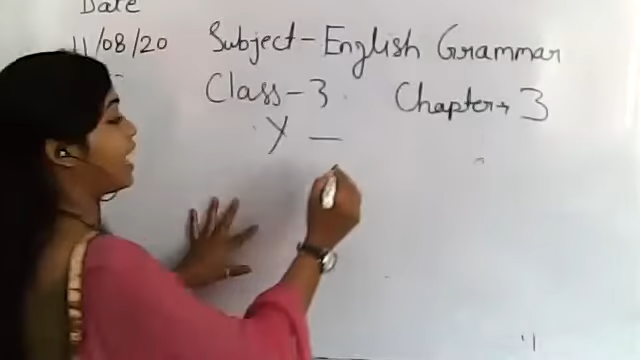 Date
11/08/20 Subject - English Grammar
Class - 3 Chapter → 3
Y —